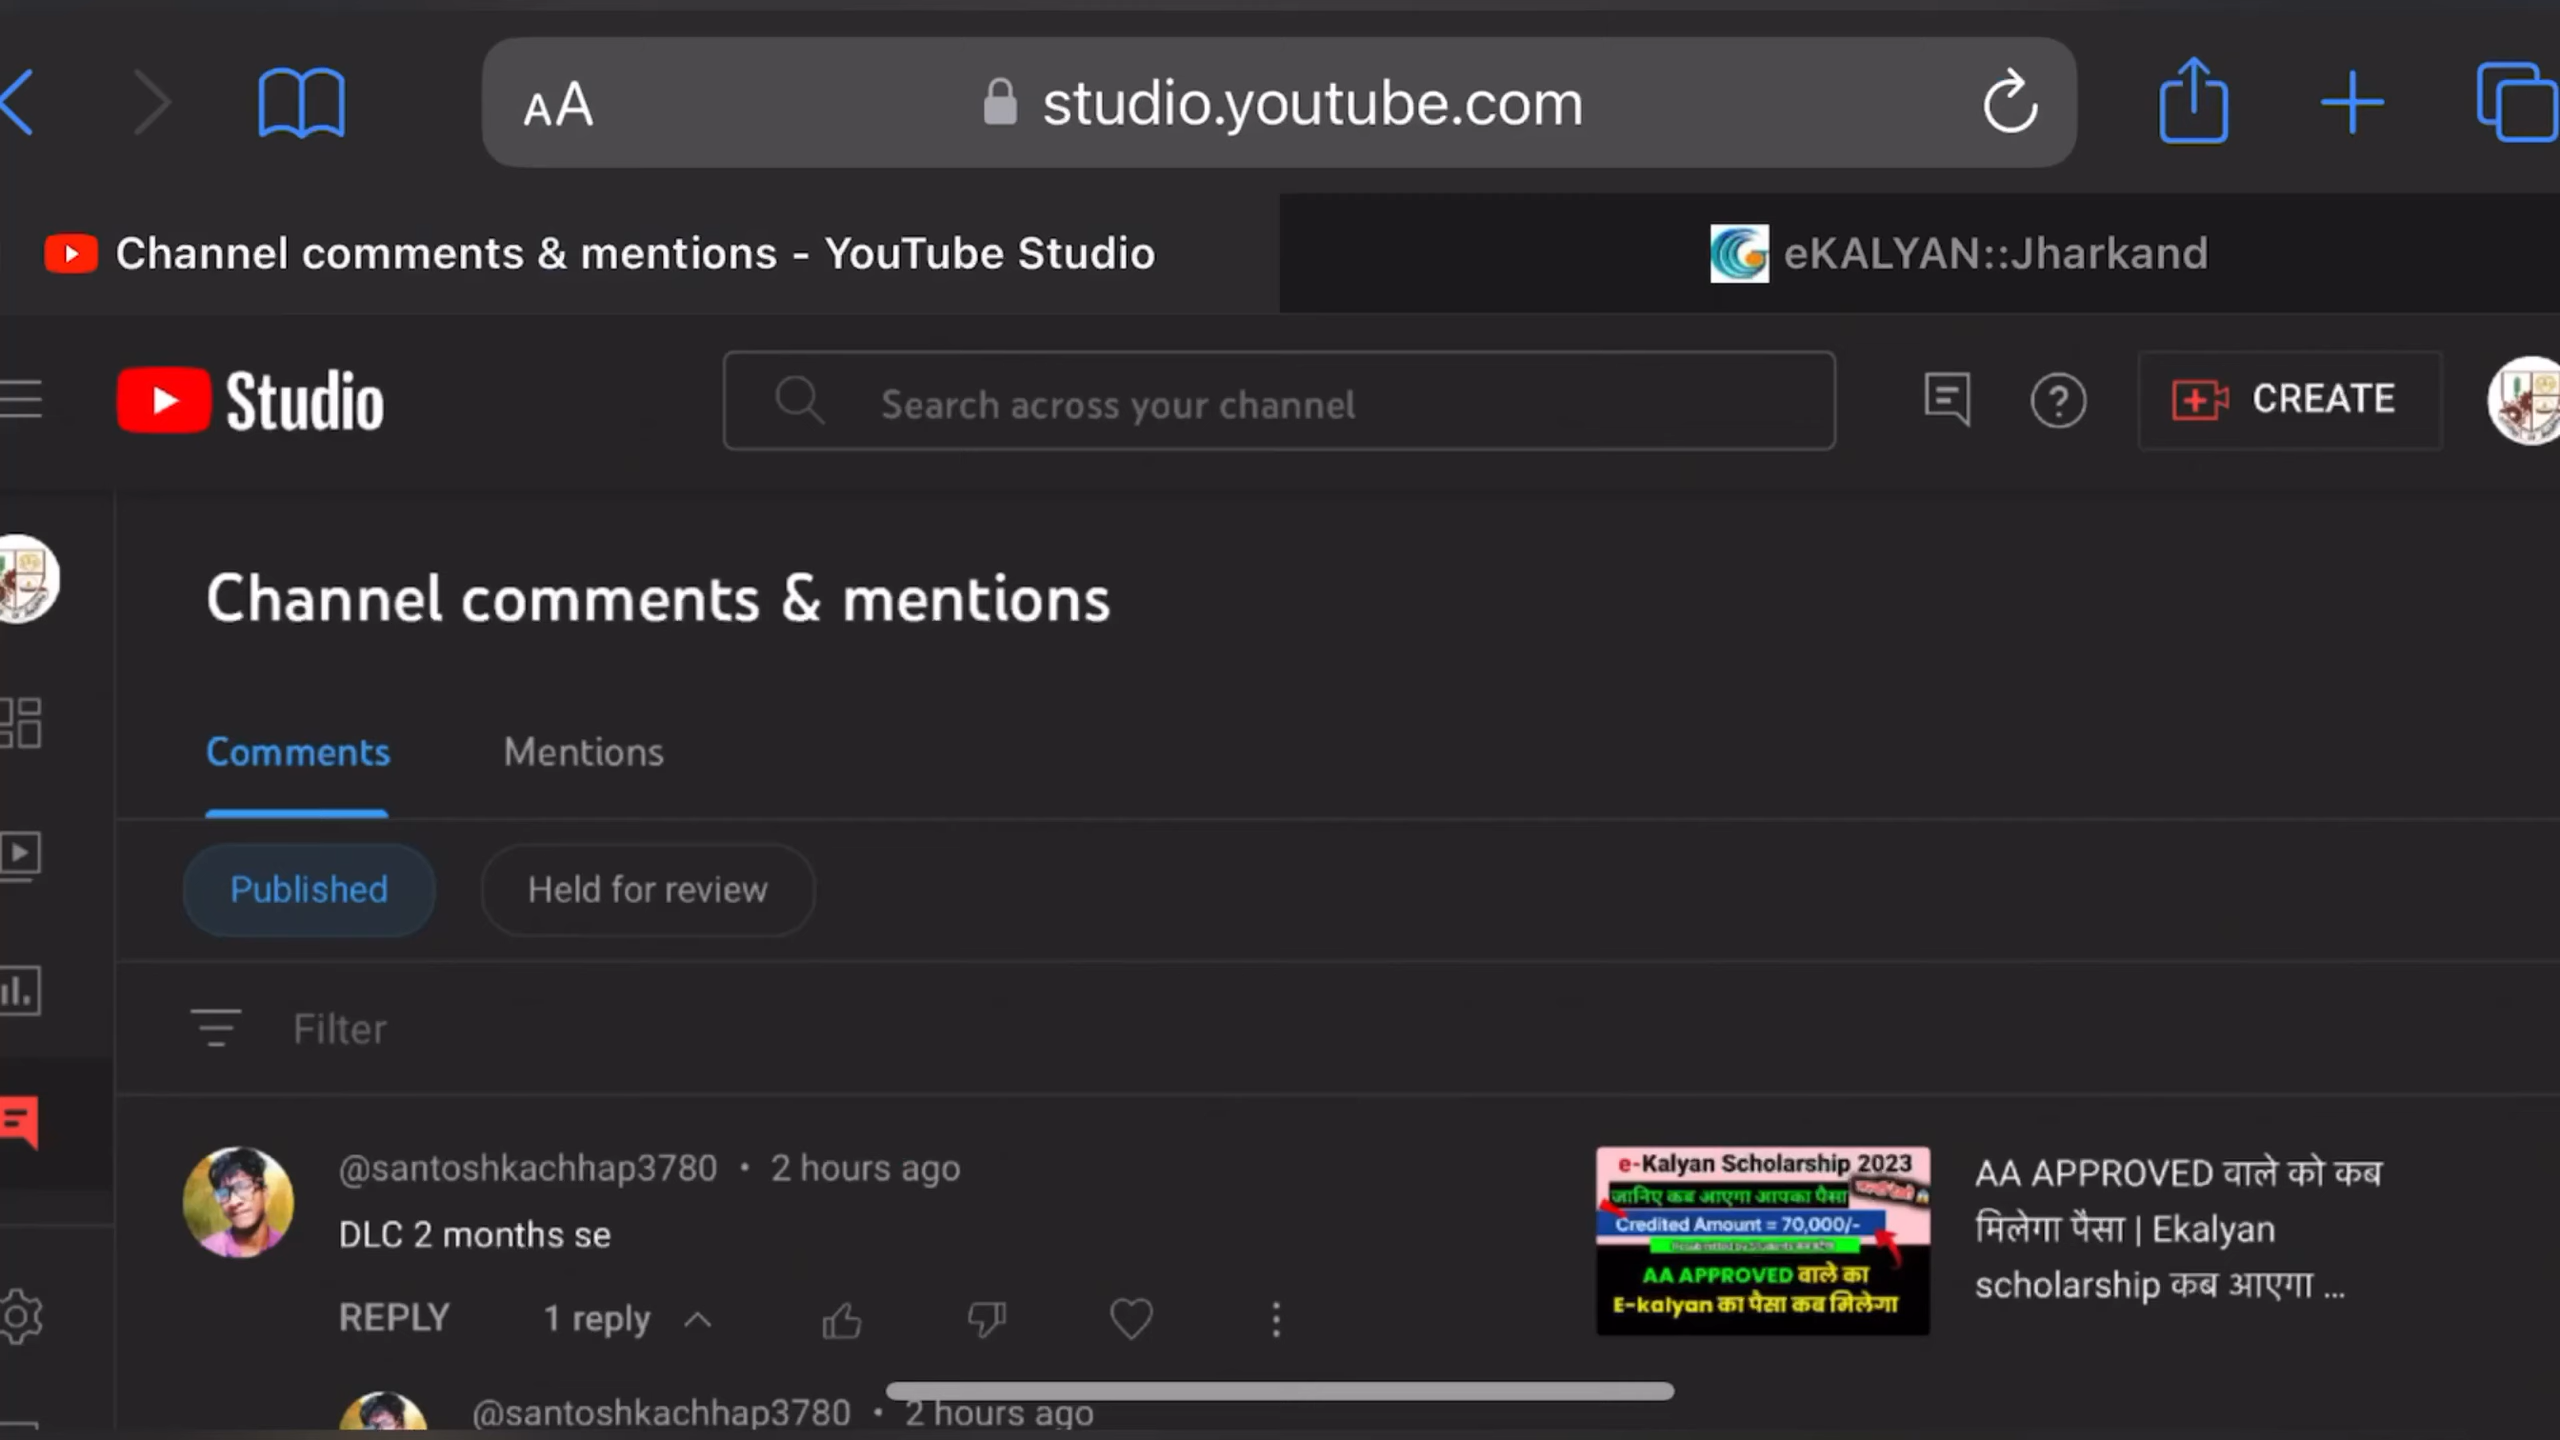 AA studio.youtube.com
Channel comments & mentions - YouTube Studio
eKALYAN::Jharkand
Studio
Search across your channel
CREATE
Channel comments & mentions
Comments
Mentions
Published
Held for review
Filter
@santoshkachhap3780 • 2 hours ago
DLC 2 months se
REPLY
1 reply
e-Kalyan Scholarship 2023
जानिए कब आएगा आपका पैसा
Credited Amount = 70,000/-
AA APPROVED वाले का
E-kalyan का पैसा कब मिलेगा
AA APPROVED वाले को कब
मिलेगा पैसा | Ekalyan
scholarship कब आएगा ...
@santoshkachhap3780 • 2 hours ago